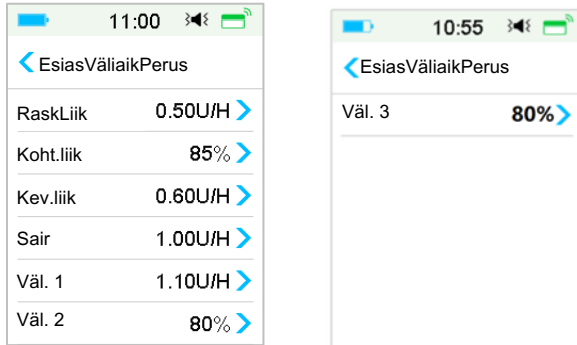 11:00
EsiasVäliaikPerus
RaskLiik 0.50U/H
Koht.liik 85%
Kev.liik 0.60U/H
Sair 1.00U/H
Väl. 1 1.10U/H
Väl. 2 80%
10:55
EsiasVäliaikPerus
Väl. 3 80%